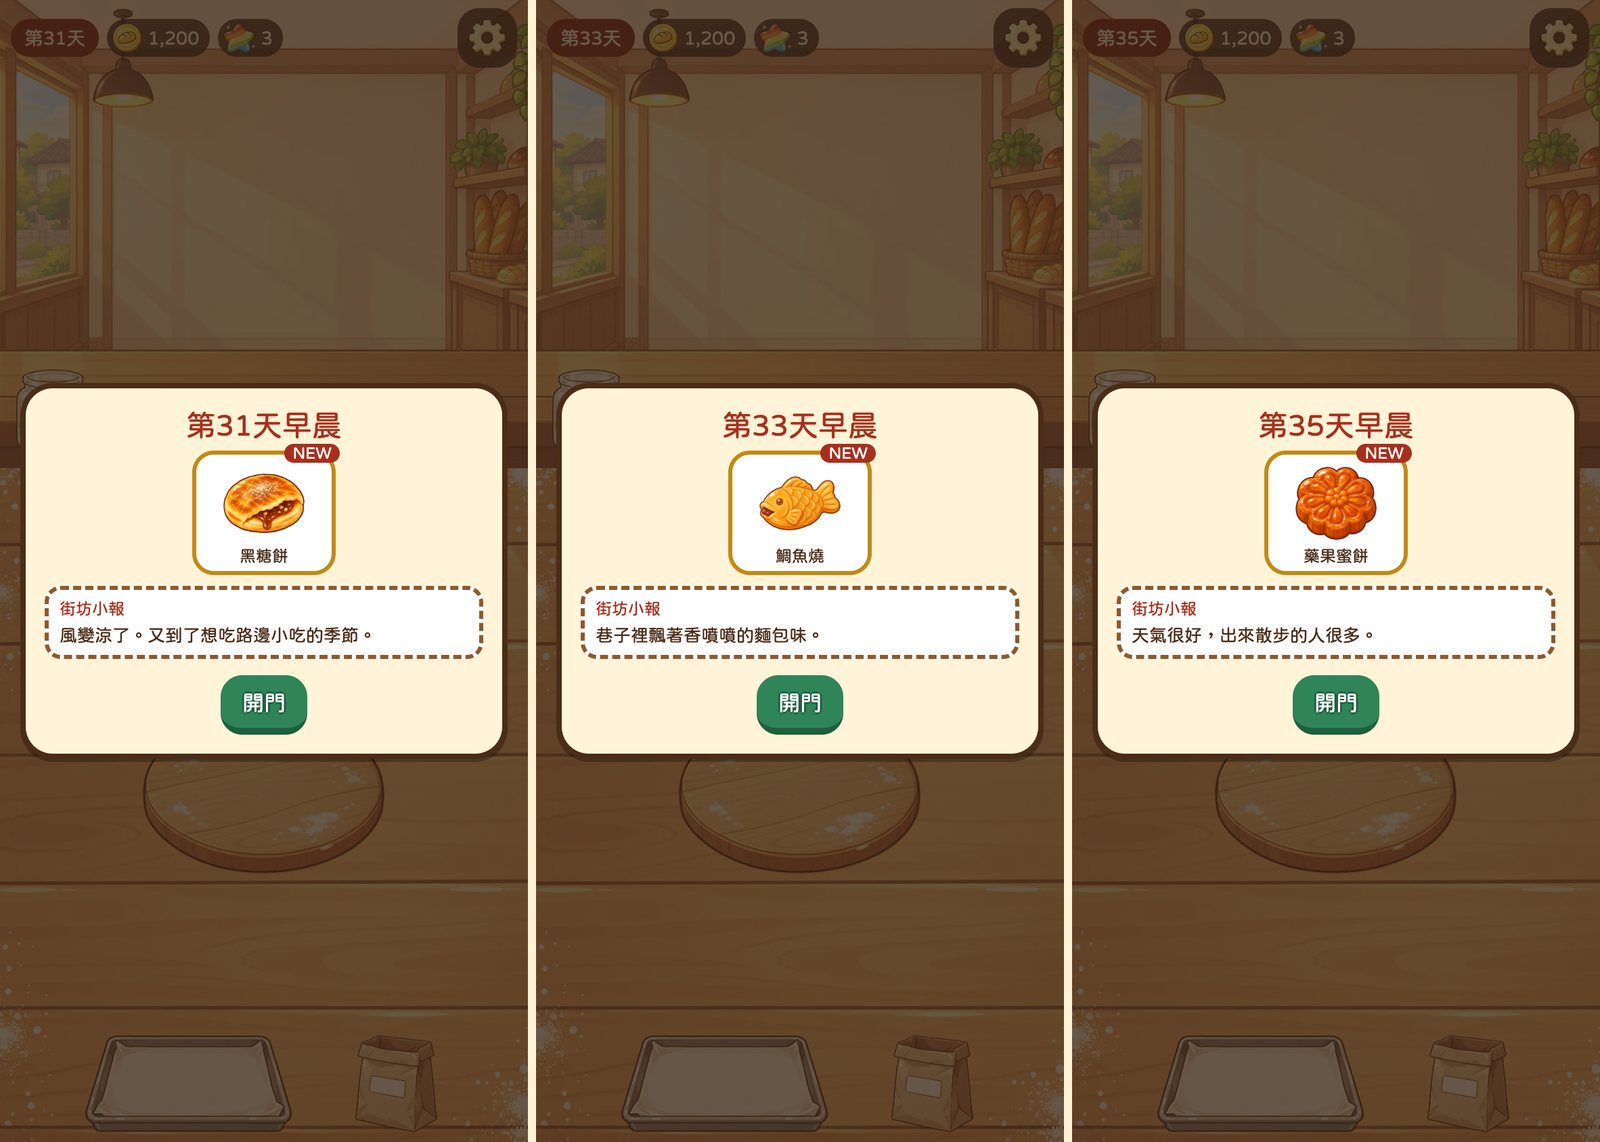 第31天
1,200
3
第31天早晨
NEW
黑糖餅
街坊小報
風變涼了。又到了想吃路邊小吃的季節。
開門
第33天
1,200
3
第33天早晨
NEW
鯛魚燒
街坊小報
巷子裡飄著香噴噴的麵包味。
開門
第35天
1,200
3
第35天早晨
NEW
藥果蜜餅
街坊小報
天氣很好，出來散步的人很多。
開門